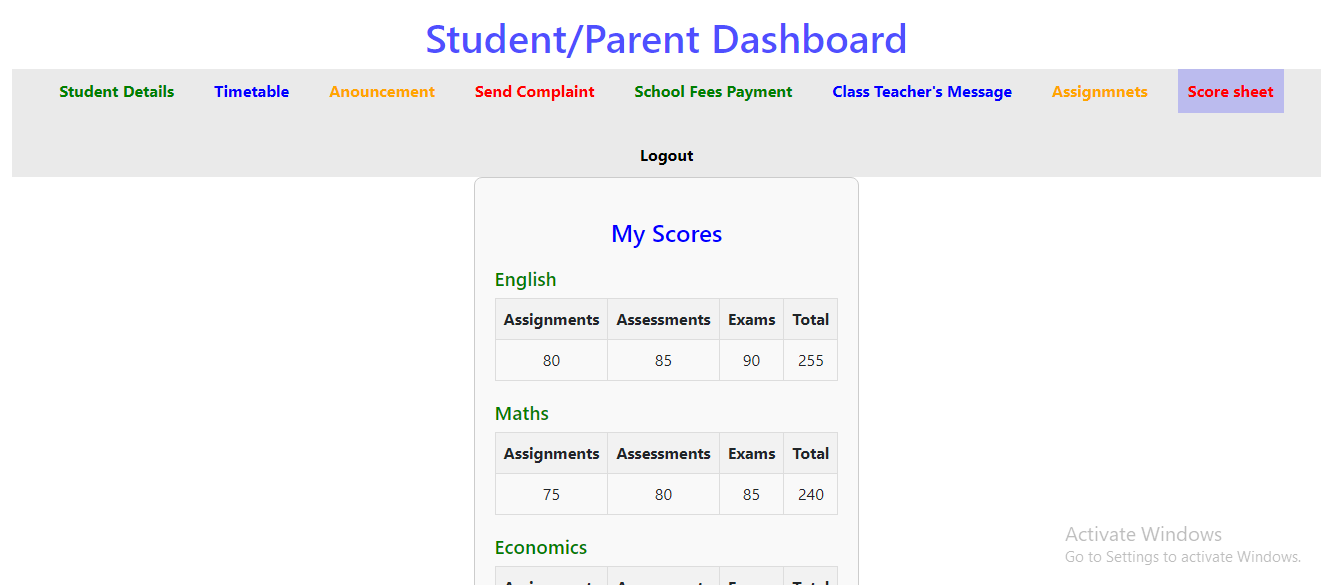 Student/Parent Dashboard
Student Details Timetable Anouncement Send Complaint School Fees Payment Class Teacher's Message Assignmnets Score sheet
Logout
My Scores
English
Assignments Assessments Exams Total
80 85 90 255
Maths
Assignments Assessments Exams Total
75 80 85 240
Economics
Activate Windows
Go to Settings to activate Windows.